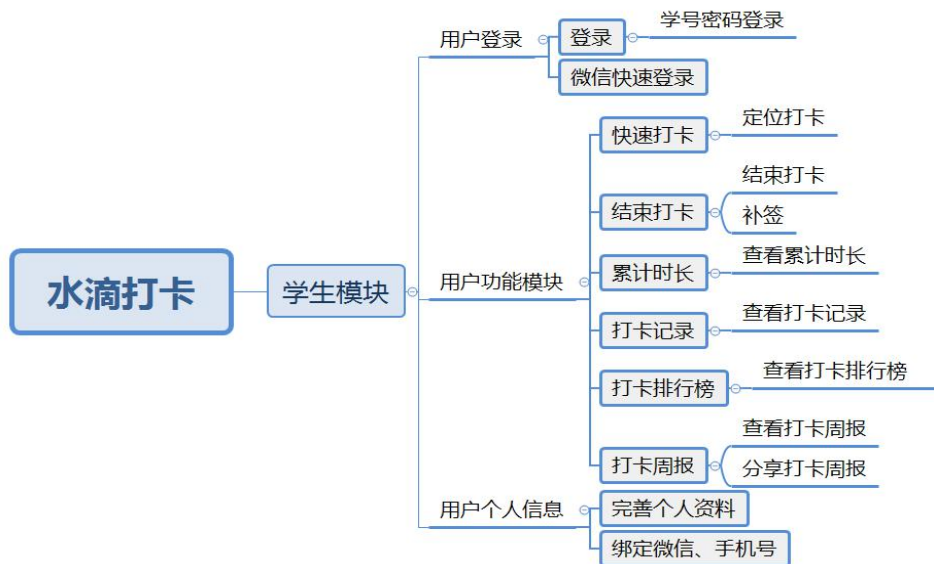 水滴打卡
学生模块
用户登录
登录
学号密码登录
微信快速登录
用户功能模块
快速打卡
定位打卡
结束打卡
结束打卡
补签
累计时长
查看累计时长
打卡记录
查看打卡记录
打卡排行榜
查看打卡排行榜
打卡周报
查看打卡周报
分享打卡周报
用户个人信息
完善个人资料
绑定微信、手机号